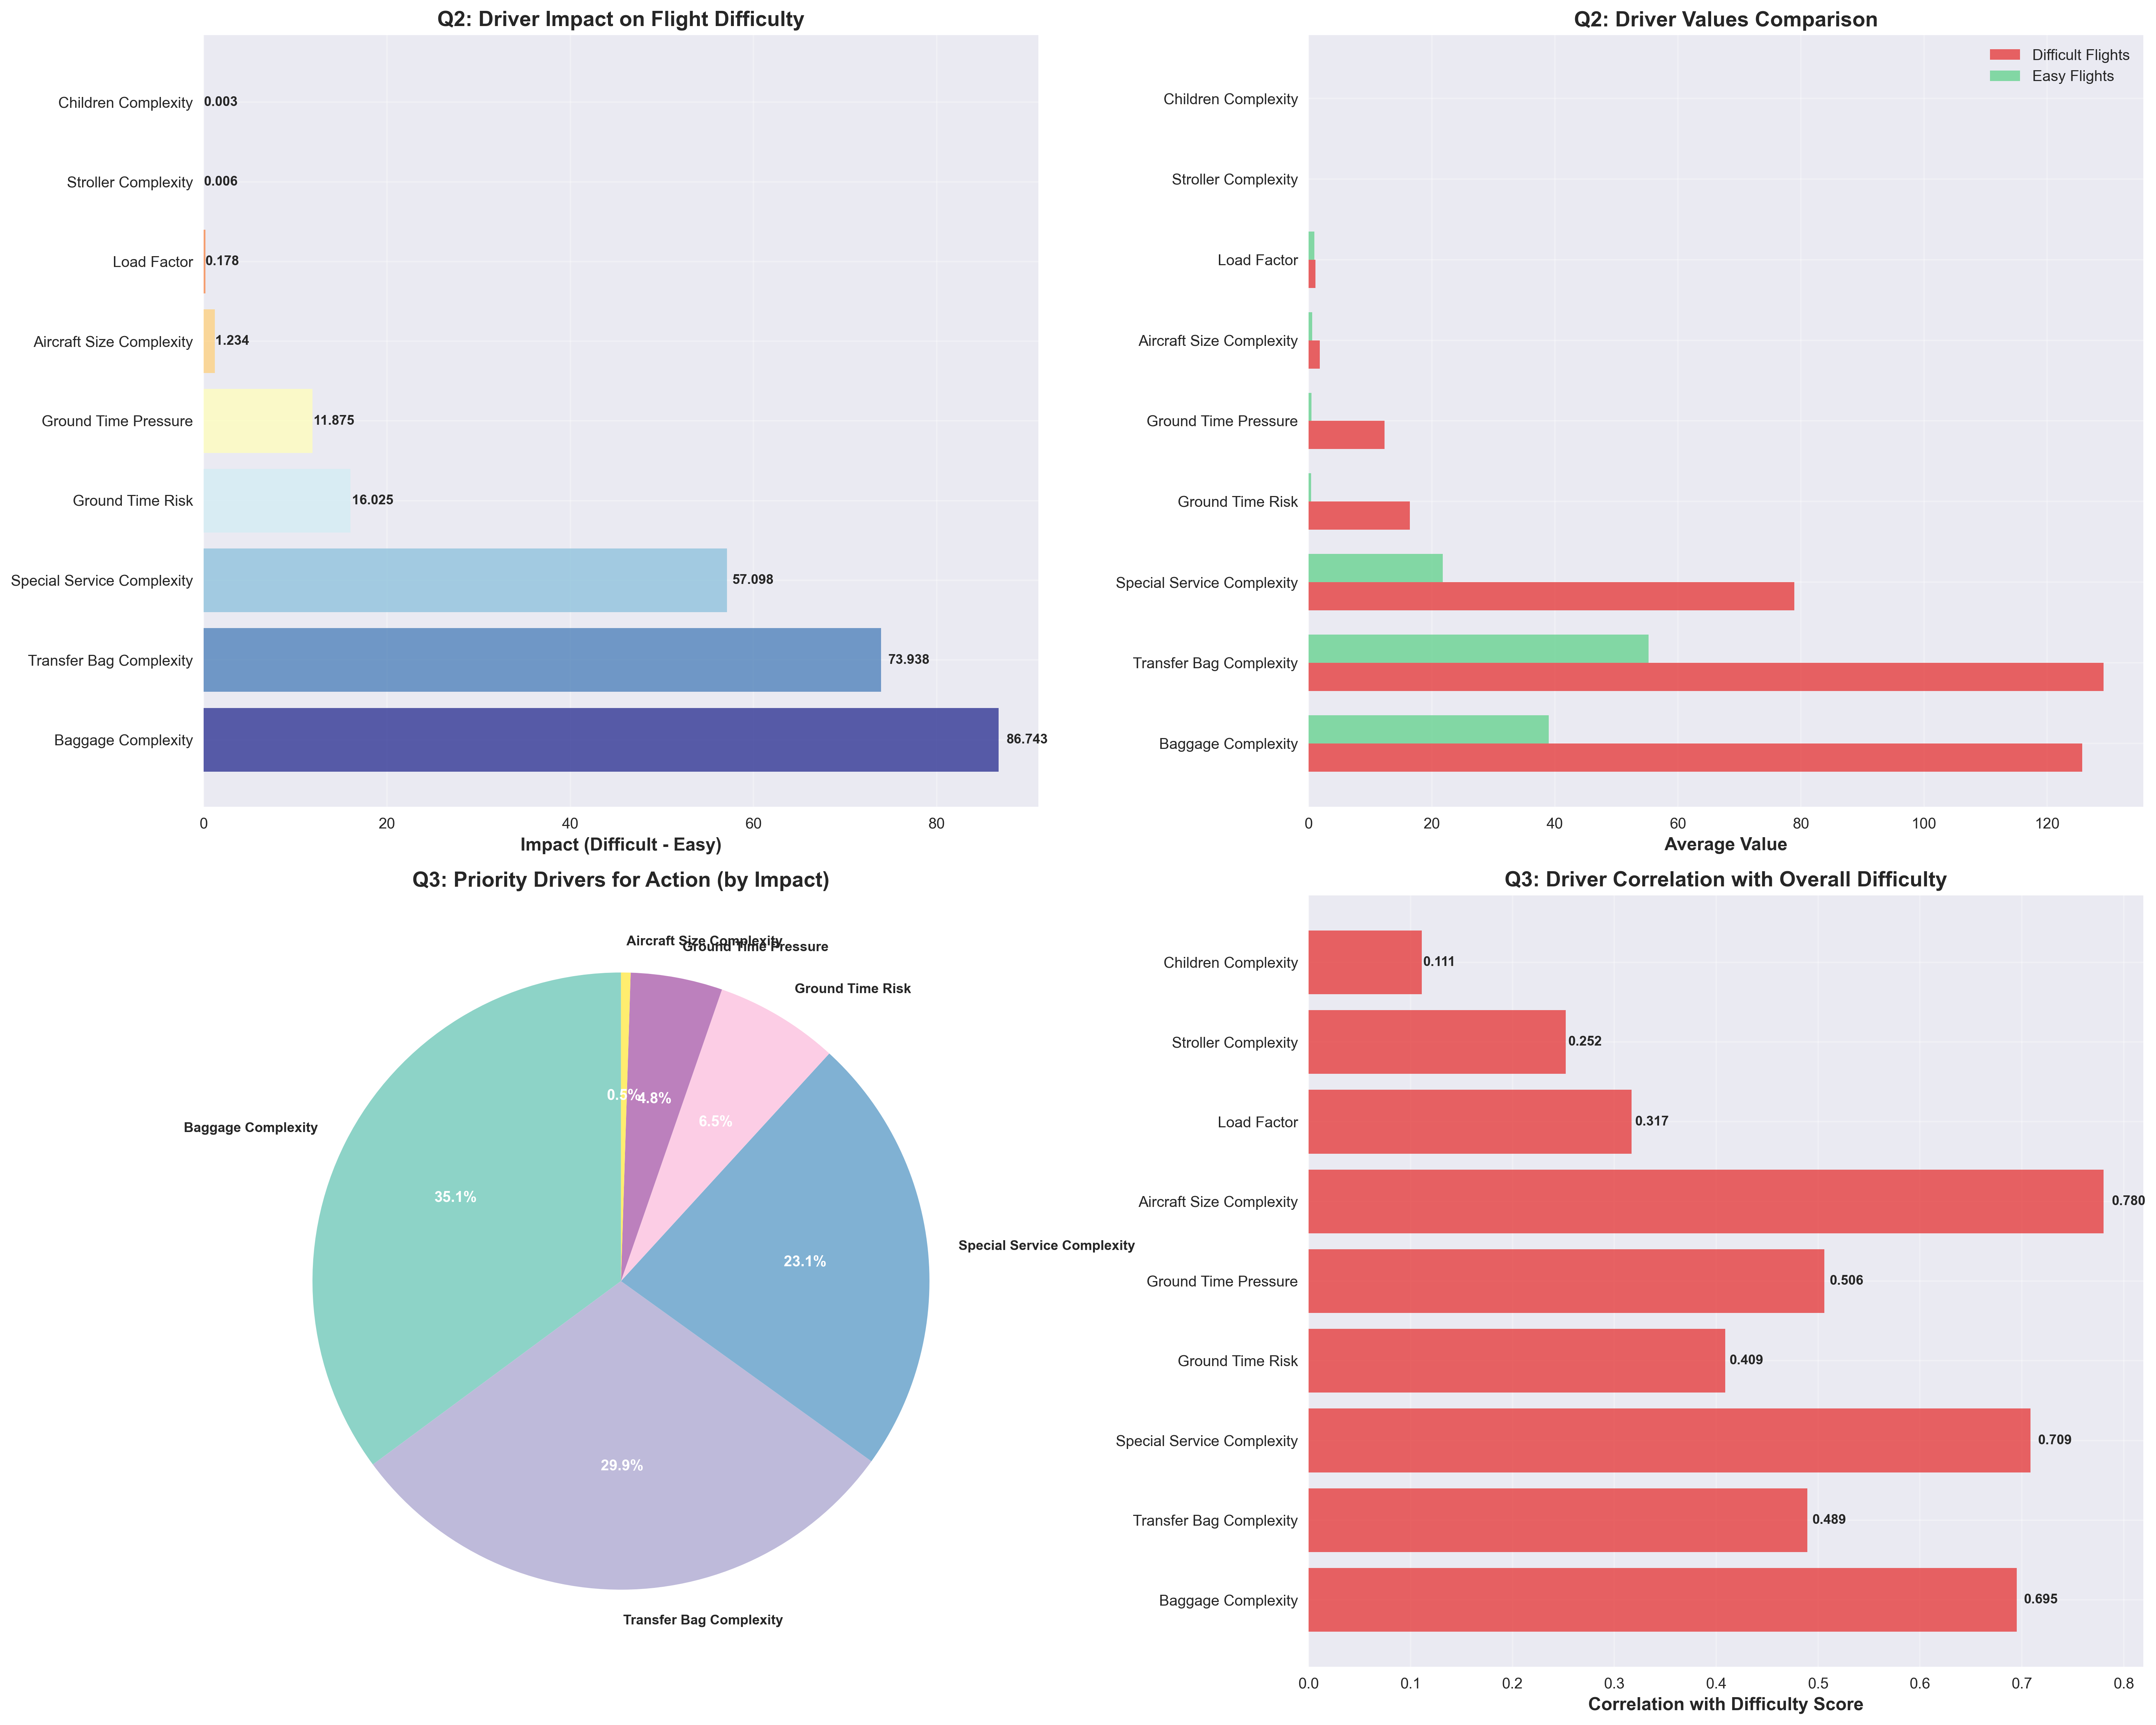 Q2: Driver Impact on Flight Difficulty
Children Complexity
0.003
Stroller Complexity
0.006
Load Factor
0.178
Aircraft Size Complexity
1.234
Ground Time Pressure
11.875
Ground Time Risk
16.025
Special Service Complexity
57.098
Transfer Bag Complexity
73.938
Baggage Complexity
86.743
0 20 40 60 80
Impact (Difficult - Easy)
Q2: Driver Values Comparison
Difficult Flights
Easy Flights
Children Complexity
Stroller Complexity
Load Factor
Aircraft Size Complexity
Ground Time Pressure
Ground Time Risk
Special Service Complexity
Transfer Bag Complexity
Baggage Complexity
0 20 40 60 80 100 120
Average Value
Q3: Priority Drivers for Action (by Impact)
Aircraft Size Complexity
Ground Time Pressure
Ground Time Risk
0.5%
4.8%
6.5%
Baggage Complexity
35.1%
Special Service Complexity
23.1%
29.9%
Transfer Bag Complexity
Q3: Driver Correlation with Overall Difficulty
Children Complexity
0.111
Stroller Complexity
0.252
Load Factor
0.317
Aircraft Size Complexity
0.780
Ground Time Pressure
0.506
Ground Time Risk
0.409
Special Service Complexity
0.709
Transfer Bag Complexity
0.489
Baggage Complexity
0.695
0.0 0.1 0.2 0.3 0.4 0.5 0.6 0.7 0.8
Correlation with Difficulty Score